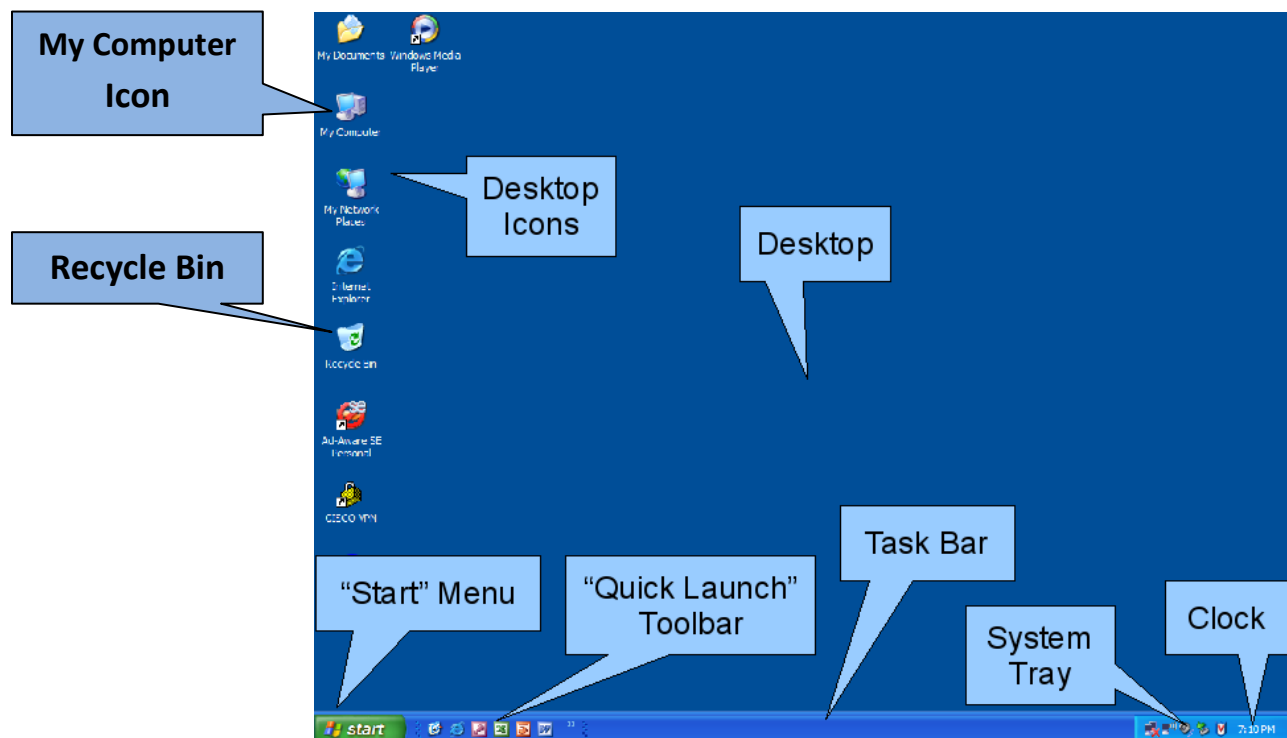 My Computer
Icon
My Documents
Windows Media
Player
My Computer
Desktop
Icons
My Network
Places
Desktop
Recycle Bin
Internet
Explorer
Recycle Bin
Ad-Aware SE
Personal
CISCO VPN
Task Bar
“Start” Menu
“Quick Launch”
Toolbar
System
Tray
Clock
start
7:10 PM